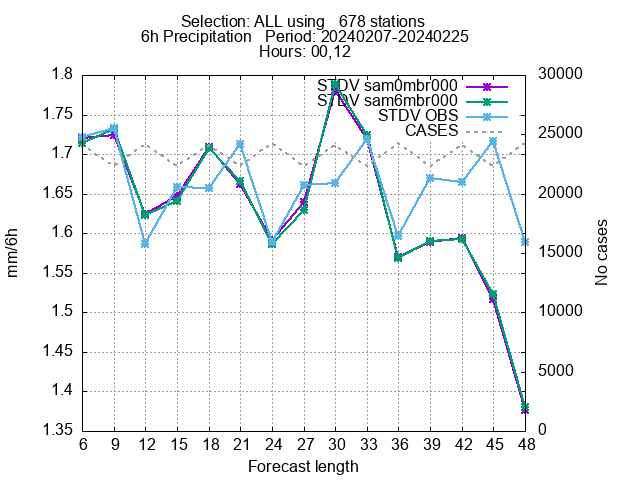 Selection: ALL using   678 stations
6h Precipitation   Period: 20240207-20240225
Hours: 00,12
STDV sam0mbr000
STDV sam6mbr000
STDV OBS
CASES
1.8
1.75
1.7
1.65
1.6
1.55
1.5
1.45
1.4
1.35
mm/6h
30000
25000
20000
15000
10000
5000
0
No cases
6 9 12 15 18 21 24 27 30 33 36 39 42 45 48
Forecast length